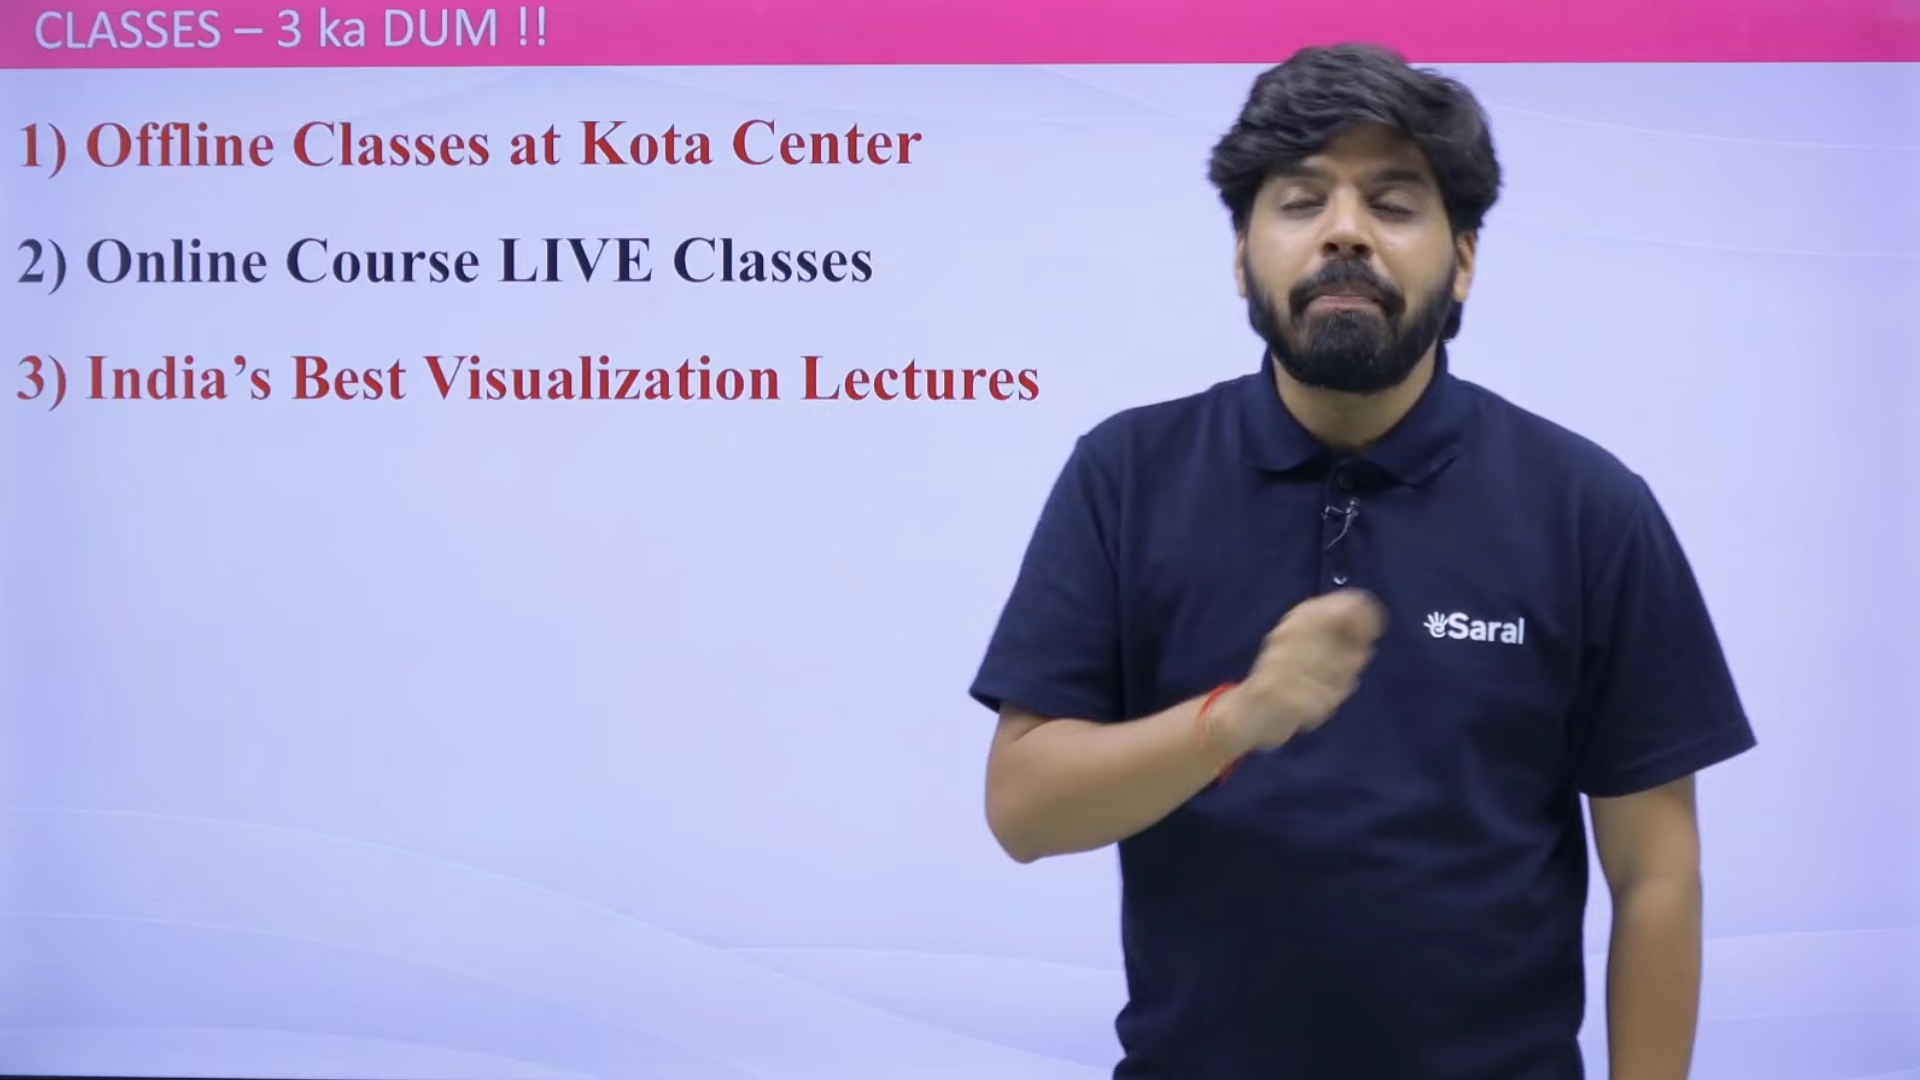 CLASSES – 3 ka DUM !!
1) Offline Classes at Kota Center
2) Online Course LIVE Classes
3) India’s Best Visualization Lectures
eSaral